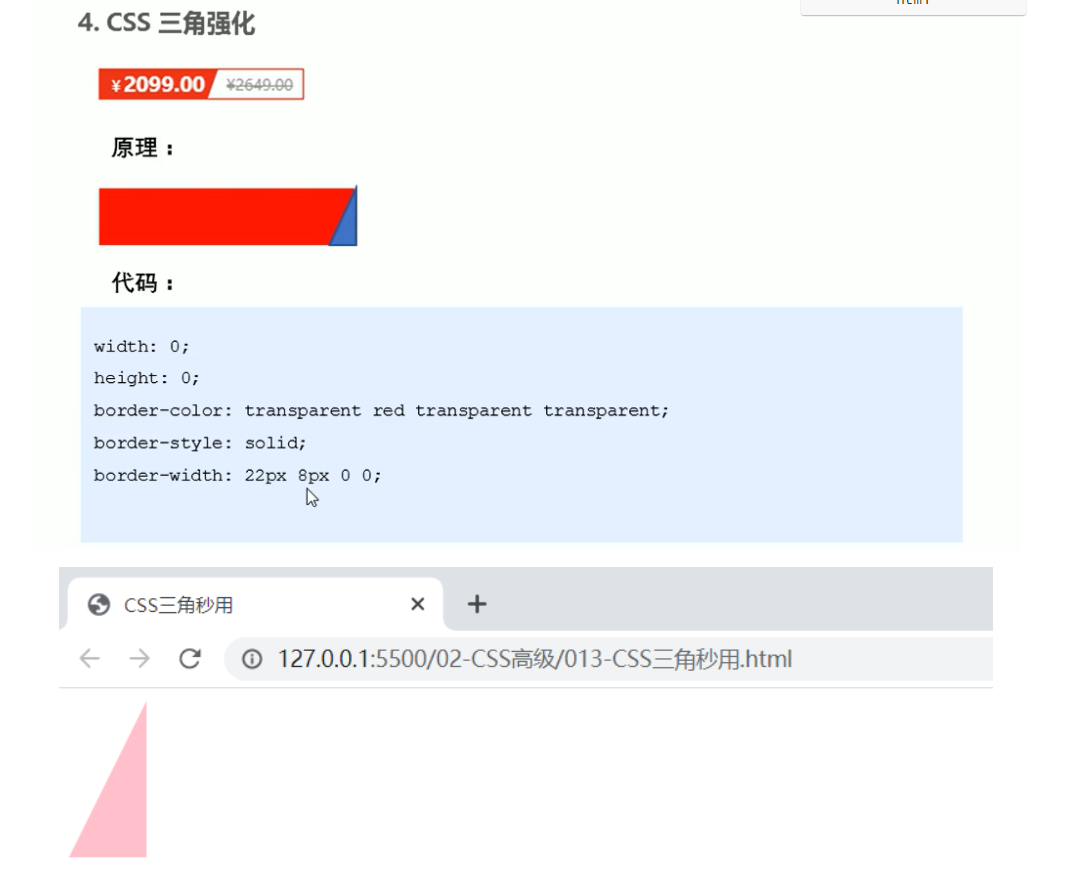 4. CSS 三角强化
¥2099.00 ¥2649.00
原理：
代码：
width: 0;
height: 0;
border-color: transparent red transparent transparent;
border-style: solid;
border-width: 22px 8px 0 0;
CSS三角秒用
127.0.0.1:5500/02-CSS高级/013-CSS三角秒用.html